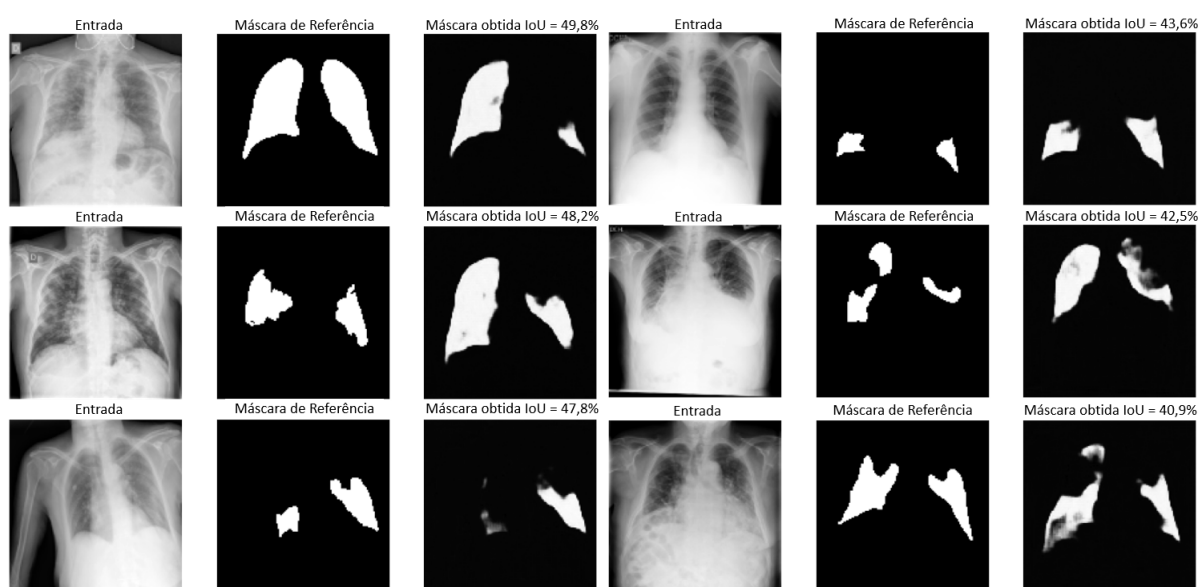 Entrada
Máscara de Referência
Máscara obtida IoU = 49,8%
Entrada
Máscara de Referência
Máscara obtida IoU = 43,6%
D
Entrada
Máscara de Referência
Máscara obtida IoU = 48,2%
Entrada
Máscara de Referência
Máscara obtida IoU = 42,5%
D
Entrada
Máscara de Referência
Máscara obtida IoU = 47,8%
Entrada
Máscara de Referência
Máscara obtida IoU = 40,9%